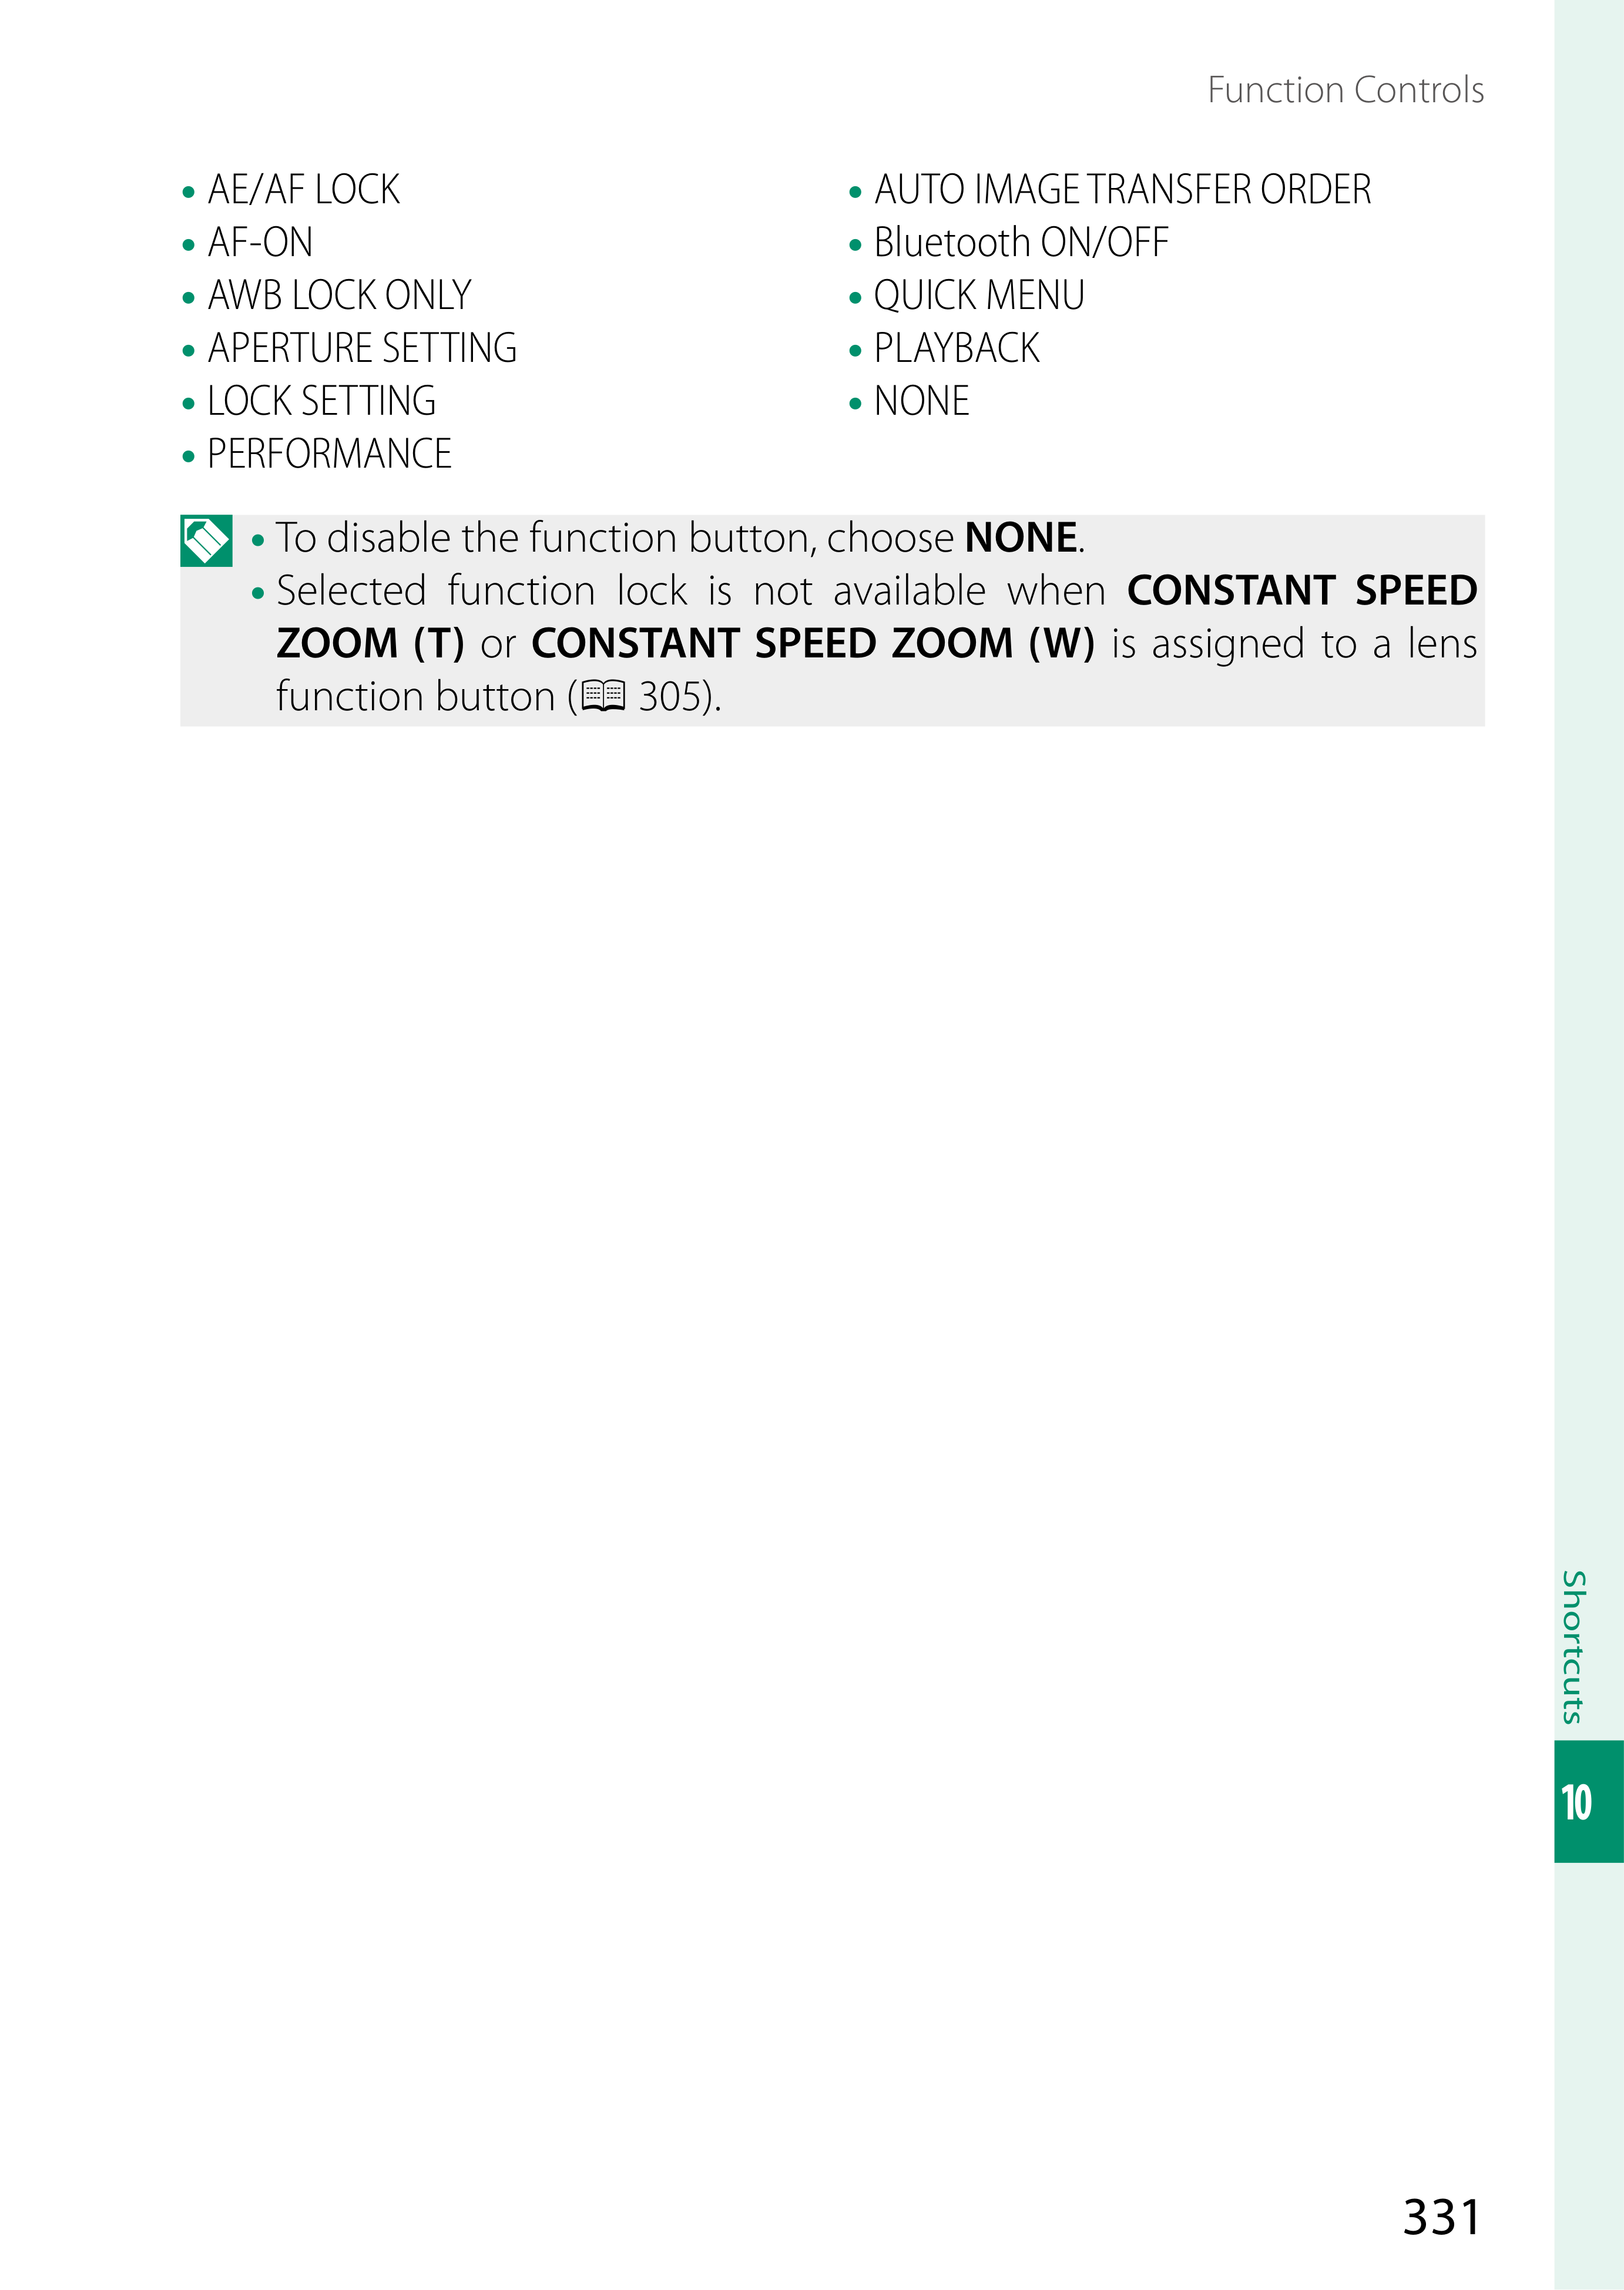 Function Controls
• AE/AF LOCK
• AF-ON
• AWB LOCK ONLY
• APERTURE SETTING
• LOCK SETTING
• PERFORMANCE
• AUTO IMAGE TRANSFER ORDER
• Bluetooth ON/OFF
• QUICK MENU
• PLAYBACK
• NONE
• To disable the function button, choose NONE.
• Selected function lock is not available when CONSTANT SPEED
ZOOM (T) or CONSTANT SPEED ZOOM (W) is assigned to a lens
function button (📖 305).
Shortcuts
10
331